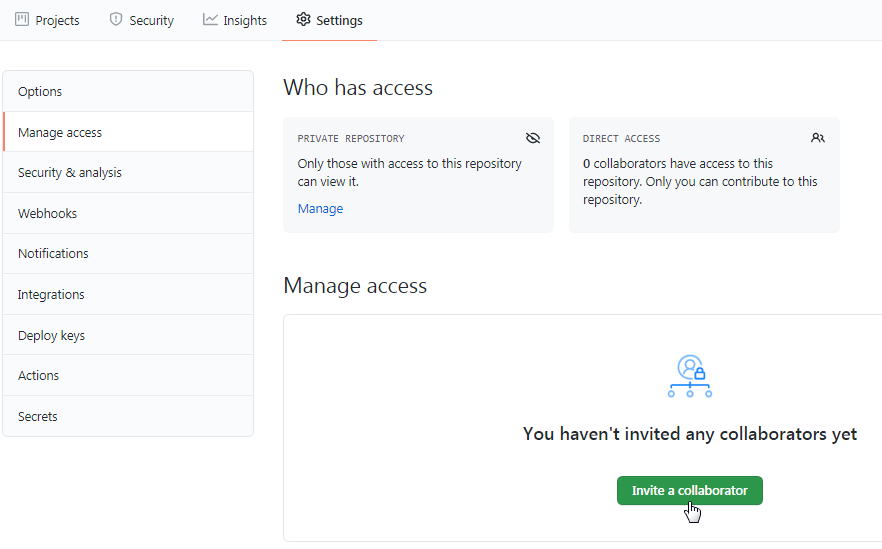 Projects
Security
Insights
Settings
Options
Manage access
Security & analysis
Webhooks
Notifications
Integrations
Deploy keys
Actions
Secrets
Who has access
PRIVATE REPOSITORY
Only those with access to this repository
can view it.
Manage
DIRECT ACCESS
0 collaborators have access to this
repository. Only you can contribute to this
repository.
Manage access
You haven't invited any collaborators yet
Invite a collaborator